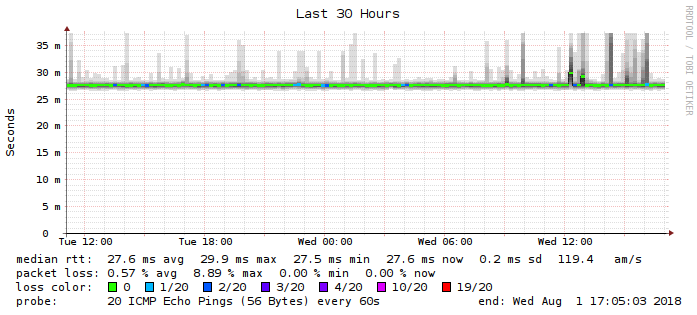 Last 30 Hours
RRDTOOL / TOBI OETIKER
Seconds
35 m
30 m
25 m
20 m
15 m
10 m
5 m
0
Tue 12:00 Tue 18:00 Wed 00:00 Wed 06:00 Wed 12:00
median rtt: 27.6 ms avg 29.9 ms max 27.5 ms min 27.6 ms now 0.2 ms sd 119.4 am/s
packet loss: 0.57 % avg 8.89 % max 0.00 % min 0.00 % now
loss color: 0 1/20 2/20 3/20 4/20 10/20 19/20
probe: 20 ICMP Echo Pings (56 Bytes) every 60s end: Wed Aug 1 17:05:03 2018